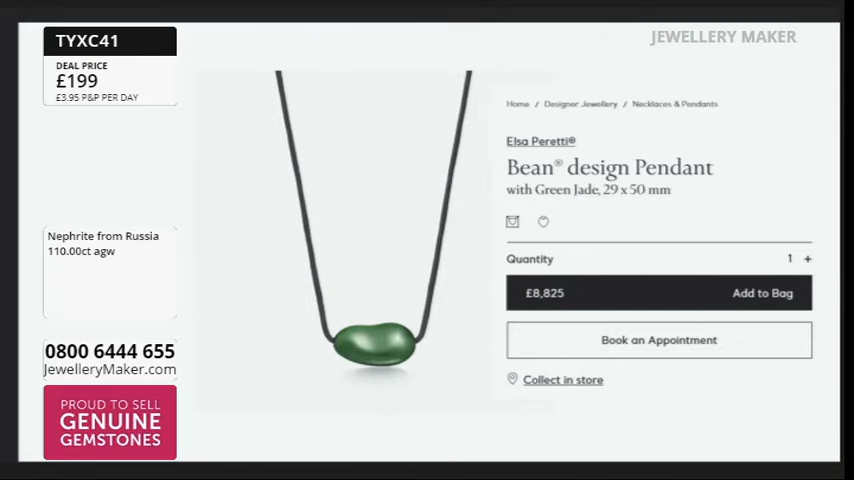 TYXC41
DEAL PRICE
£199
£3.95 P&P PER DAY
Nephrite from Russia
110.00ct agw
0800 6444 655
JewelleryMaker.com
PROUD TO SELL
GENUINE
GEMSTONES
JEWELLERY MAKER
Home / Designer Jewellery / Necklaces & Pendants
Elsa Peretti®
Bean® design Pendant
with Green Jade, 29 x 50 mm
Quantity 1 +
£8,825 Add to Bag
Book an Appointment
Collect in store